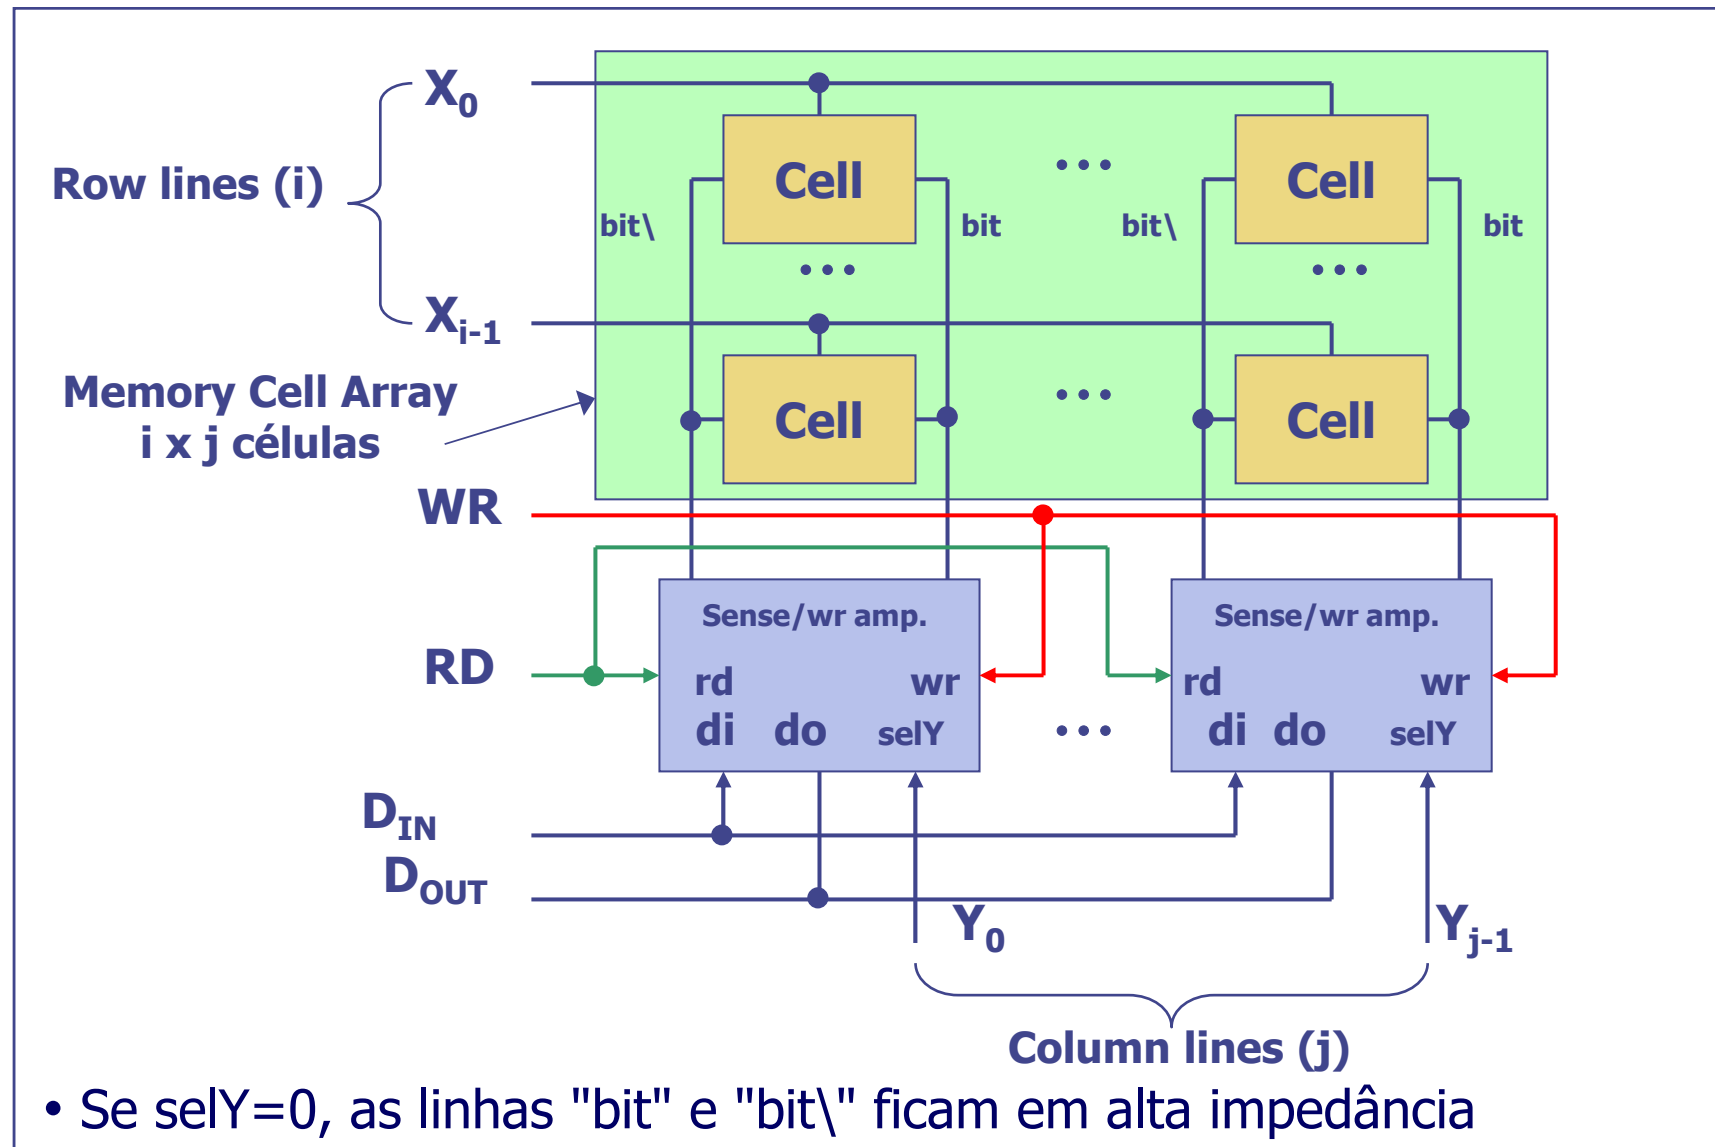 X0
Row lines (i)
Cell
...
Cell
bit\
bit
bit\
bit
...
...
Xi-1
Memory Cell Array
i x j células
Cell
...
Cell
WR
Sense/wr amp.
Sense/wr amp.
RD
rd
wr
rd
wr
di
do
selY
...
di
do
selY
DIN
DOUT
Y0
Yj-1
Column lines (j)
• Se selY=0, as linhas "bit" e "bit\" ficam em alta impedância